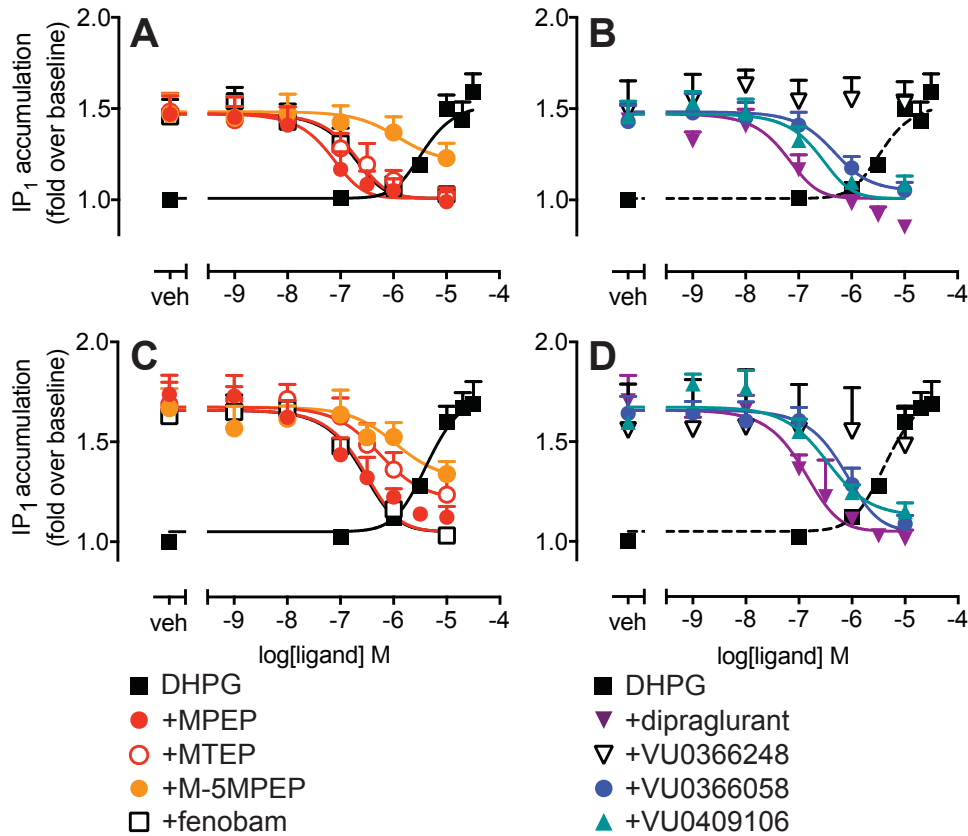 A
B
2.0
1.5
1.0
IP1 accumulation
(fold over baseline)
veh -9 -8 -7 -6 -5 -4
2.0
1.5
1.0
veh -9 -8 -7 -6 -5 -4
C
D
2.0
1.5
1.0
IP1 accumulation
(fold over baseline)
veh -9 -8 -7 -6 -5 -4
log[ligand] M
2.0
1.5
1.0
veh -9 -8 -7 -6 -5 -4
log[ligand] M
DHPG
+MPEP
+MTEP
+M-5MPEP
+fenobam
DHPG
+dipraglurant
+VU0366248
+VU0366058
+VU0409106